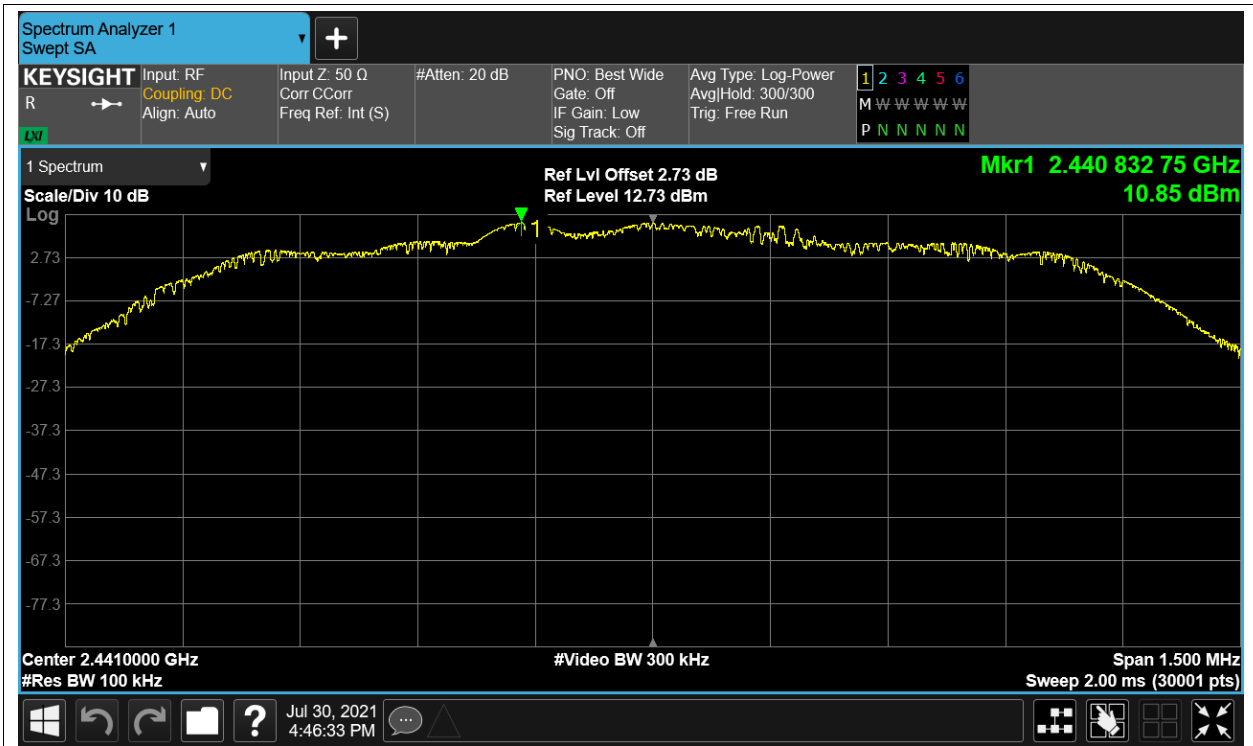 Spectrum Analyzer 1
Swept SA
KEYSIGHT
R
LXI
Input: RF
Coupling: DC
Align: Auto
Input Z: 50 Ω
Corr CCorr
Freq Ref: Int (S)
#Atten: 20 dB
PNO: Best Wide
Gate: Off
IF Gain: Low
Sig Track: Off
Avg Type: Log-Power
Avg|Hold: 300/300
Trig: Free Run
1 2 3 4 5 6
M W W W W W
P N N N N N
1 Spectrum
Scale/Div 10 dB
Log
Ref Lvl Offset 2.73 dB
Ref Level 12.73 dBm
Mkr1 2.440 832 75 GHz
10.85 dBm
1
2.73
-7.27
-17.3
-27.3
-37.3
-47.3
-57.3
-67.3
-77.3
Center 2.4410000 GHz
#Res BW 100 kHz
#Video BW 300 kHz
Span 1.500 MHz
Sweep 2.00 ms (30001 pts)
?
Jul 30, 2021
4:46:33 PM